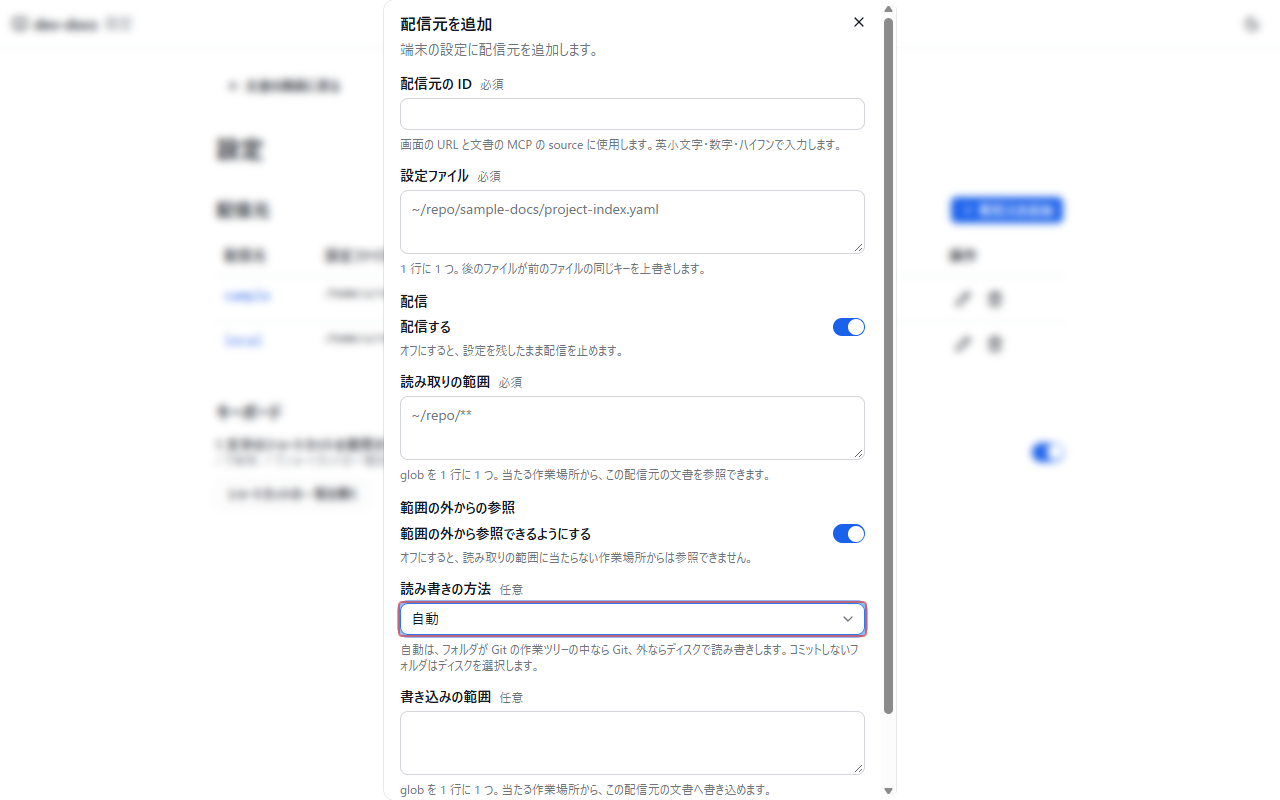 dev-docs 設定
設定
配信元
配信元を追加
端末の設定に配信元を追加します。
配信元の ID 必須
画面の URL と文書の MCP の source に使用します。英小文字・数字・ハイフンで入力します。
設定ファイル 必須
~/repo/sample-docs/project-index.yaml
1 行に 1 つ。後のファイルが前のファイルの同じキーを上書きします。
配信
配信する
オフにすると、設定を残したまま配信を止めます。
読み取りの範囲 必須
~/repo/**
glob を 1 行に 1 つ。当たる作業場所から、この配信元の文書を参照できます。
範囲の外からの参照
範囲の外から参照できるようにする
オフにすると、読み取りの範囲に当たらない作業場所からは参照できません。
読み書きの方法 任意
自動
自動は、フォルダが Git の作業ツリーの中なら Git、外ならディスクで読み書きします。コミットしないフ
ォルダはディスクを選択します。
書き込みの範囲 任意
glob を 1 行に 1 つ。当たる作業場所から、この配信元の文書へ書き込めます。